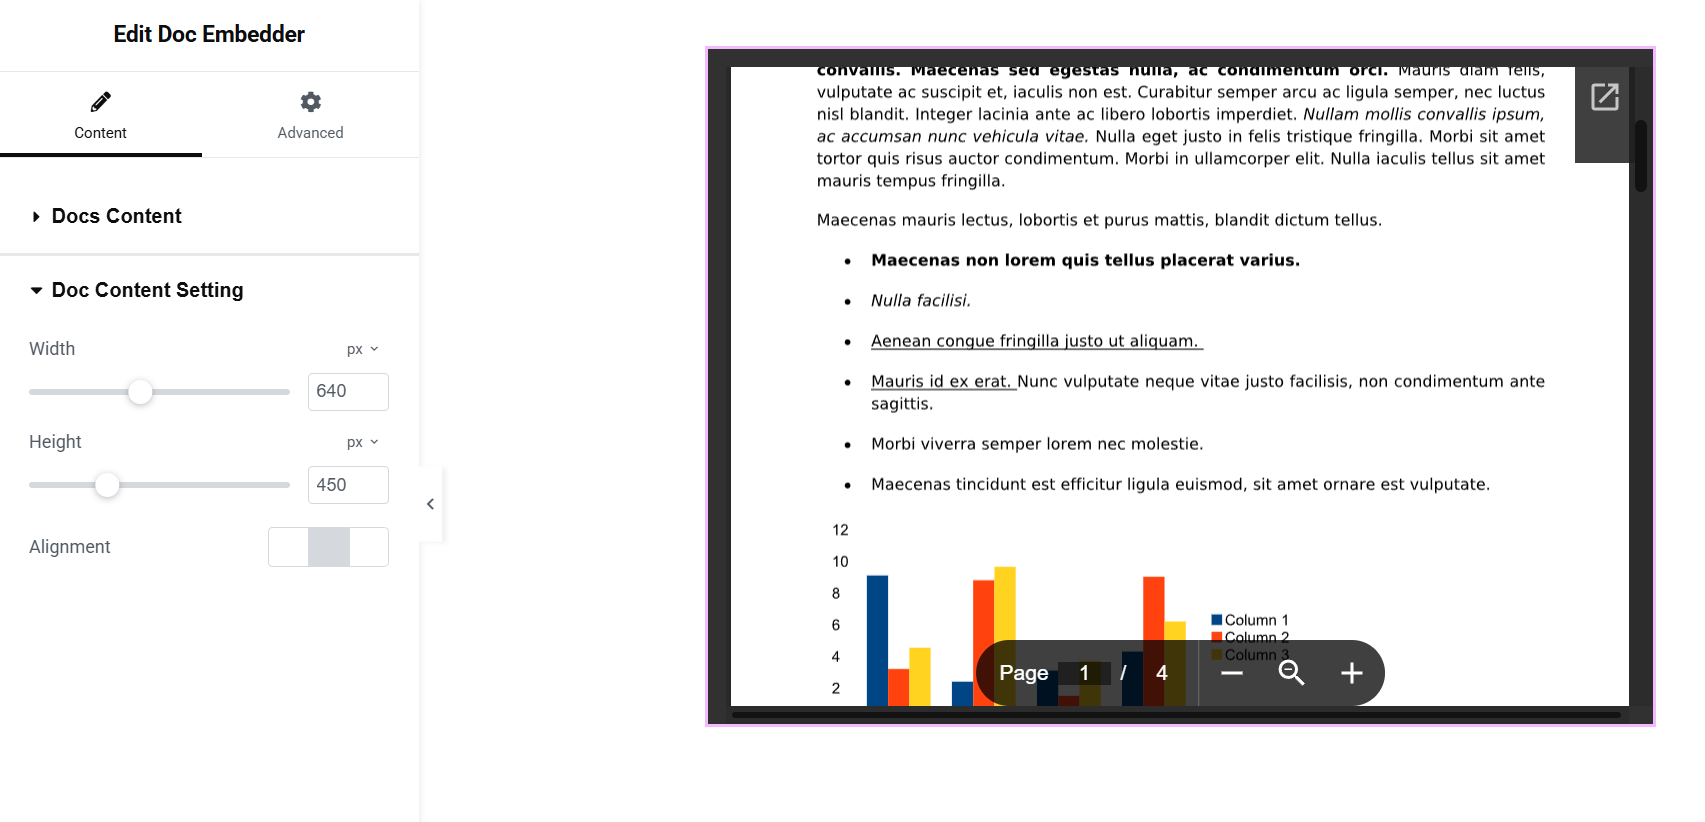 Edit Doc Embedder
Content
Advanced
Docs Content
Doc Content Setting
Width
px
640
Height
px
450
Alignment
convallis. Maecenas sed egestas nulla, ac condimentum orci. Mauris diam felis,
vulputate ac suscipit et, iaculis non est. Curabitur semper arcu ac ligula semper, nec luctus
nisl blandit. Integer lacinia ante ac libero lobortis imperdiet. Nullam mollis convallis ipsum,
ac accumsan nunc vehicula vitae. Nulla eget justo in felis tristique fringilla. Morbi sit amet
tortor quis risus auctor condimentum. Morbi in ullamcorper elit. Nulla iaculis tellus sit amet
mauris tempus fringilla.
Maecenas mauris lectus, lobortis et purus mattis, blandit dictum tellus.
• Maecenas non lorem quis tellus placerat varius.
• Nulla facilisi.
• Aenean congue fringilla justo ut aliquam.
• Mauris id ex erat. Nunc vulputate neque vitae justo facilisis, non condimentum ante
sagittis.
• Morbi viverra semper lorem nec molestie.
• Maecenas tincidunt est efficitur ligula euismod, sit amet ornare est vulputate.
12
10
8
6
4
2
Column 1
Column 2
Column 3
Page 1 / 4